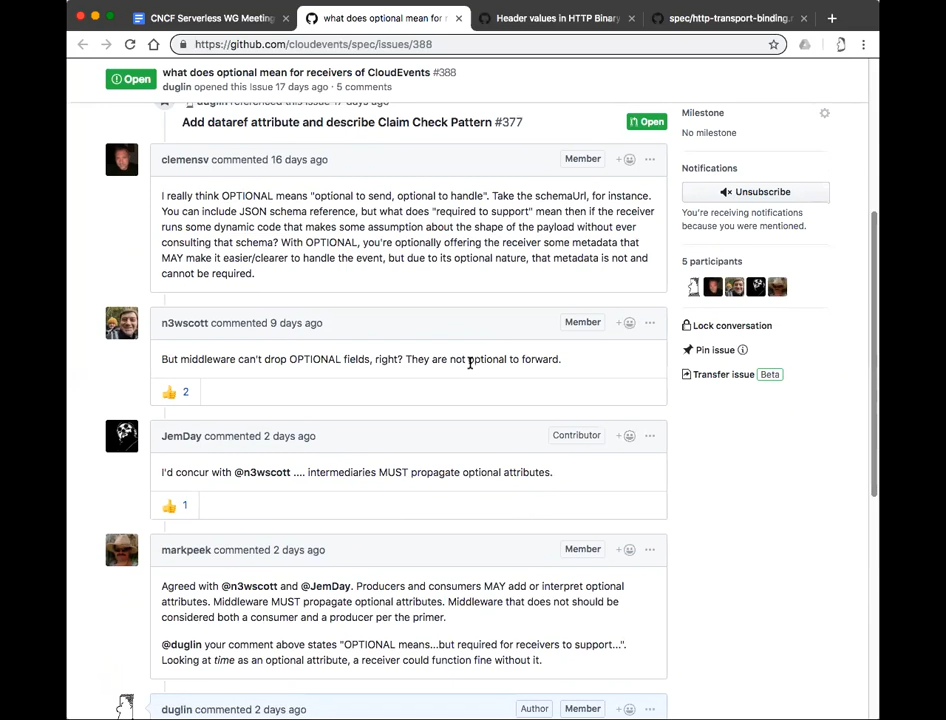 CNCF Serverless WG Meeting
what does optional mean for r
Header values in HTTP Binary
spec/http-transport-binding.r
https://github.com/cloudevents/spec/issues/388
Open
what does optional mean for receivers of CloudEvents #388
duglin opened this Issue 17 days ago · 5 comments
duglin referenced this issue 17 days ago
Add dataref attribute and describe Claim Check Pattern #377
Open
clemensv commented 16 days ago
Member
I really think OPTIONAL means "optional to send, optional to handle". Take the schemaUrl, for instance.
You can include JSON schema reference, but what does "required to support" mean then if the receiver
runs some dynamic code that makes some assumption about the shape of the payload without ever
consulting that schema? With OPTIONAL, you're optionally offering the receiver some metadata that
MAY make it easier/clearer to handle the event, but due to its optional nature, that metadata is not and
cannot be required.
n3wscott commented 9 days ago
Member
But middleware can't drop OPTIONAL fields, right? They are not optional to forward.
2
JemDay commented 2 days ago
Contributor
I'd concur with @n3wscott .... intermediaries MUST propagate optional attributes.
1
markpeek commented 2 days ago
Member
Agreed with @n3wscott and @JemDay. Producers and consumers MAY add or interpret optional
attributes. Middleware MUST propagate optional attributes. Middleware that does not should be
considered both a consumer and a producer per the primer.
@duglin your comment above states "OPTIONAL means...but required for receivers to support...".
Looking at time as an optional attribute, a receiver could function fine without it.
duglin commented 2 days ago
Author
Member
Milestone
No milestone
Notifications
Unsubscribe
You're receiving notifications
because you were mentioned.
5 participants
Lock conversation
Pin issue
Transfer issue Beta